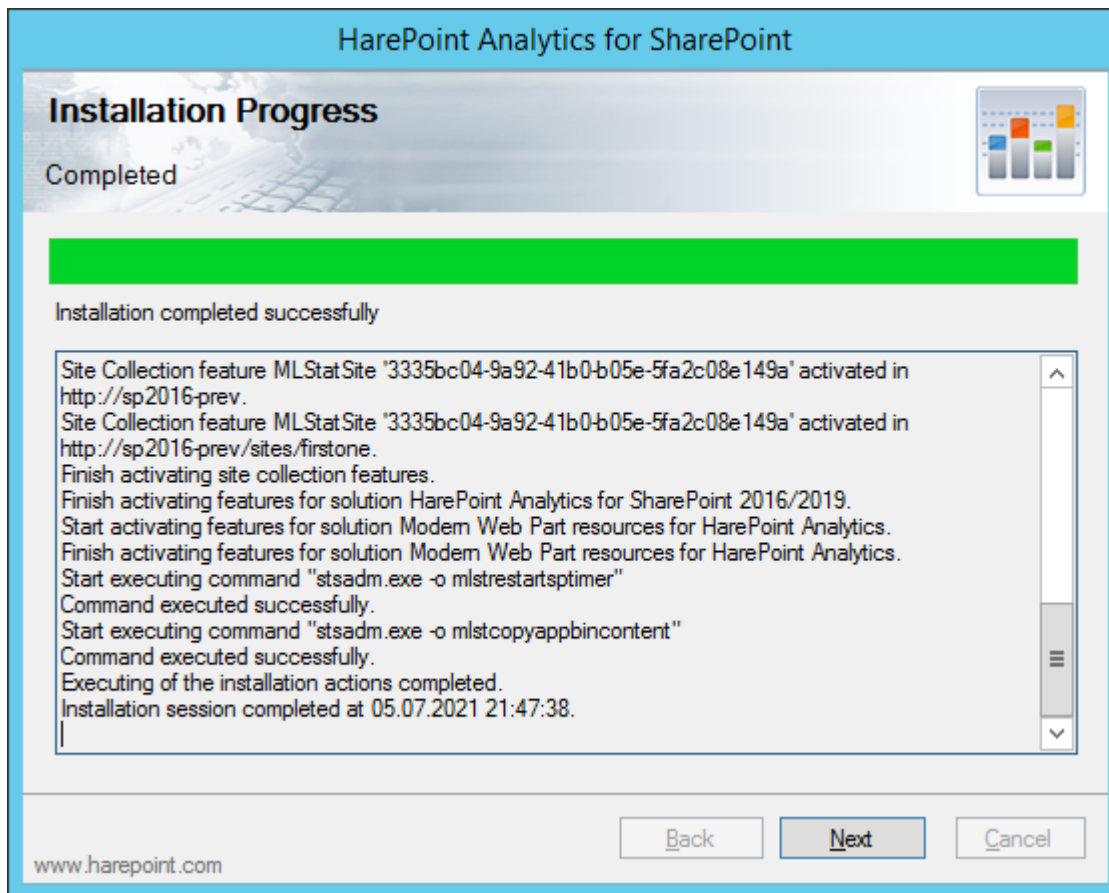 HarePoint Analytics for SharePoint
Installation Progress
Completed
Installation completed successfully
Site Collection feature MLStatSite '3335bc04-9a92-41b0-b05e-5fa2c08e149a' activated in
http://sp2016-prev.
Site Collection feature MLStatSite '3335bc04-9a92-41b0-b05e-5fa2c08e149a' activated in
http://sp2016-prev/sites/firstone.
Finish activating site collection features.
Finish activating features for solution HarePoint Analytics for SharePoint 2016/2019.
Start activating features for solution Modern Web Part resources for HarePoint Analytics.
Finish activating features for solution Modern Web Part resources for HarePoint Analytics.
Start executing command "stsadm.exe -o mlstrestartsptimer"
Command executed successfully.
Start executing command "stsadm.exe -o mlstcopyappbincontent"
Command executed successfully.
Executing of the installation actions completed.
Installation session completed at 05.07.2021 21:47:38.
Back Next Cancel
www.harepoint.com